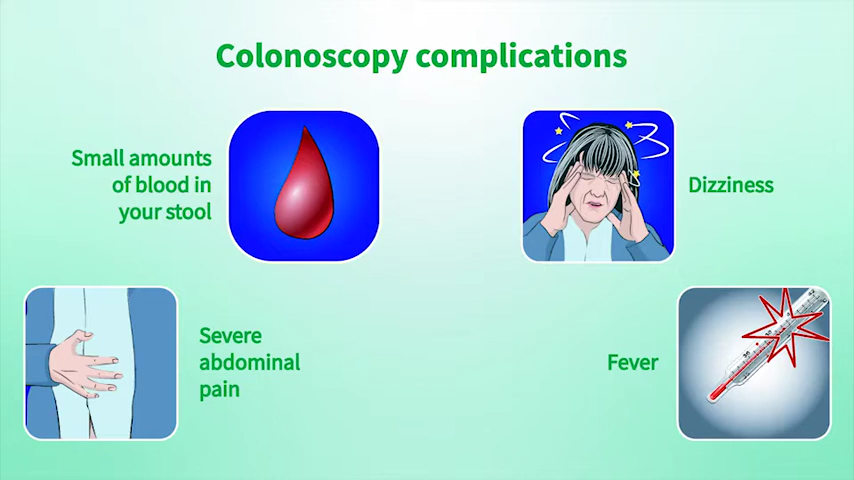 Colonoscopy complications
Small amounts
of blood in
your stool
Dizziness
Severe
abdominal
pain
Fever